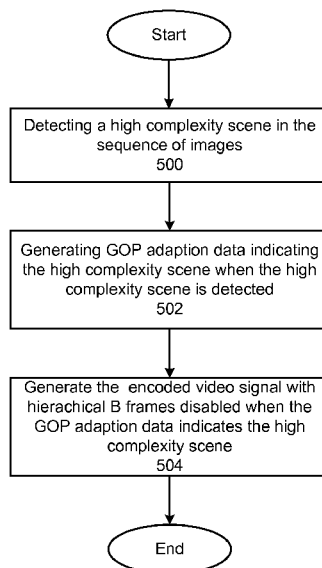 Start
Detecting a high complexity scene in the
sequence of images
500
Generating GOP adaption data indicating
the high complexity scene when the high
complexity scene is detected
502
Generate the encoded video signal with
hierachical B frames disabled when the
GOP adaption data indicates the high
complexity scene
504
End